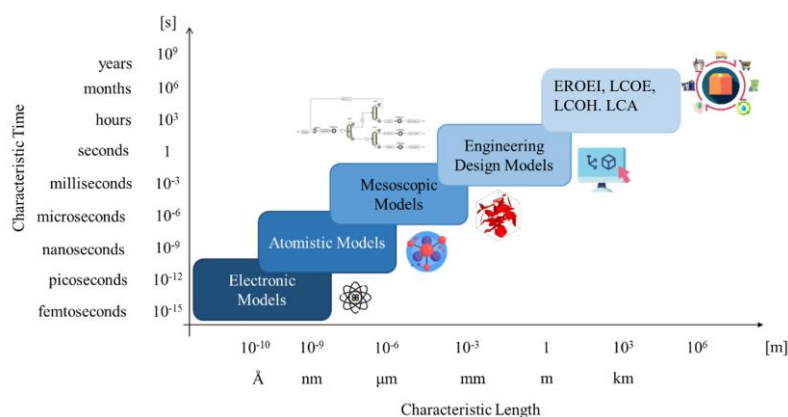 [s]
Characteristic Time
years 10⁹
months 10⁶
hours 10³
seconds 1
milliseconds 10⁻³
microseconds 10⁻⁶
nanoseconds 10⁻⁹
picoseconds 10⁻¹²
femtoseconds 10⁻¹⁵
EROEI, LCOE,
LCOH. LCA
Engineering
Design Models
Mesoscopic
Models
Atomistic Models
Electronic
Models
10⁻¹⁰ 10⁻⁹ 10⁻⁶ 10⁻³ 1 10³ 10⁶ [m]
Å nm μm mm m km
Characteristic Length